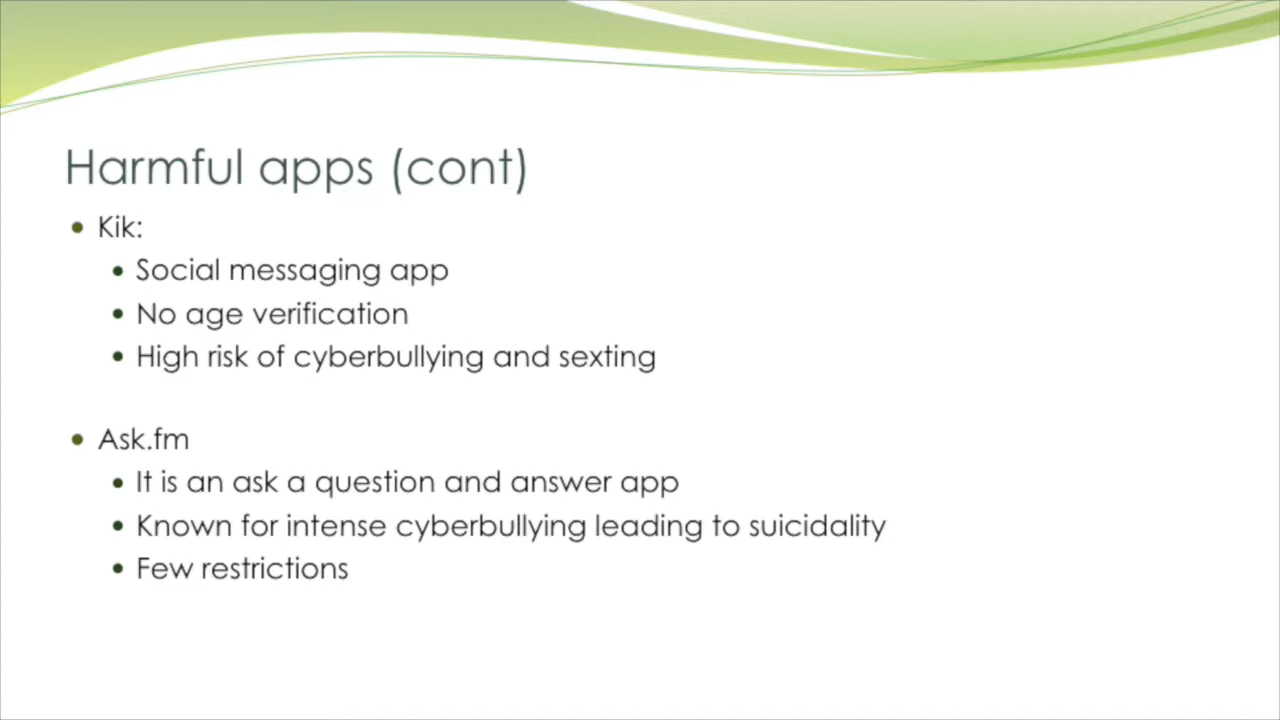 Harmful apps (cont)
• Kik:
• Social messaging app
• No age verification
• High risk of cyberbullying and sexting
• Ask.fm
• It is an ask a question and answer app
• Known for intense cyberbullying leading to suicidality
• Few restrictions